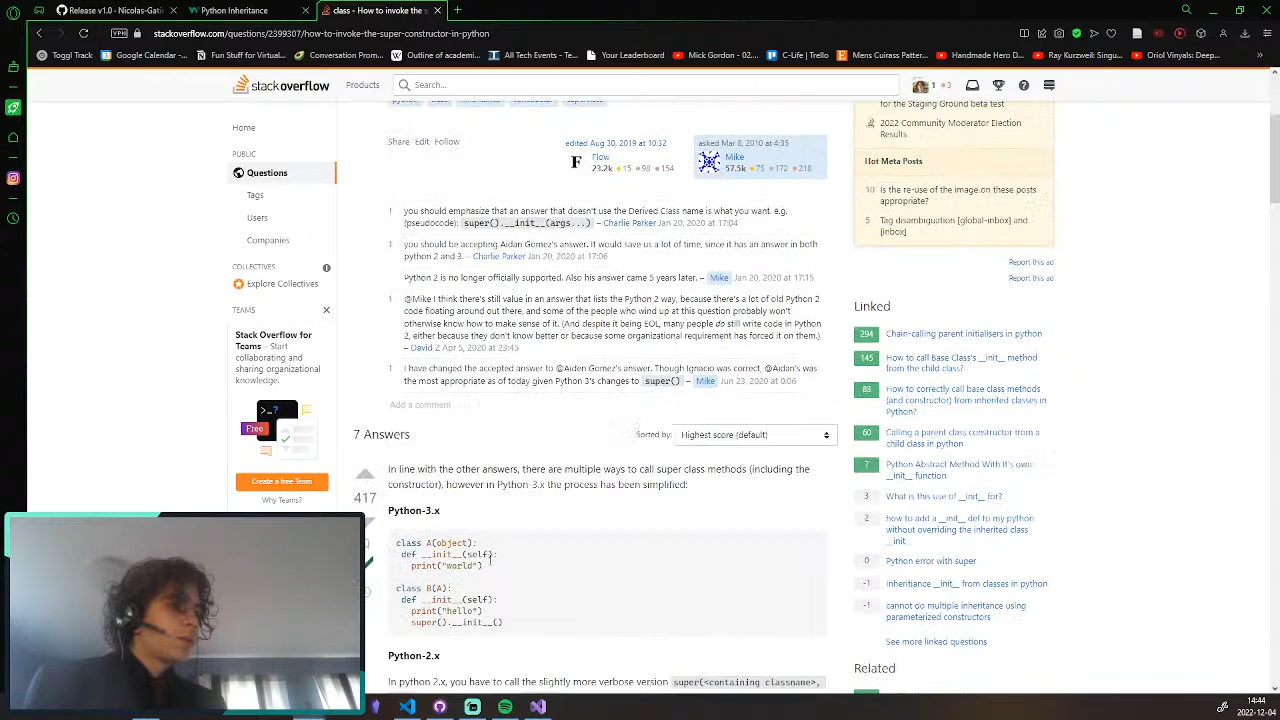 Release v1.0 - Nicolas-Gatin
Python Inheritance
class - How to invoke the s
VPN
stackoverflow.com/questions/2399307/how-to-invoke-the-super-constructor-in-python
Toggl Track
Google Calendar -...
Fun Stuff for Virtual...
Conversation Prom...
Outline of academi...
All Tech Events - T...
Your Leaderboard
Mick Gordon - 02...
C-Life | Trello
Mens Cuirass Patter...
Handmade Hero D...
Ray Kurzweil: singu...
Oriol Vinyals: Deep...
stackoverflow
Products
Search...
1 3
Home
PUBLIC
Questions
Tags
Users
Companies
COLLECTIVES
Explore Collectives
TEAMS
Stack Overflow for
Teams – Start
collaborating and
sharing organizational
knowledge.
>_?
Free
Create a free Team
Why Teams?
Share Edit Follow
edited Aug 30, 2019 at 10:32
F
Flow
23.2k 15 98 154
asked Mar 8, 2010 at 4:35
Mike
57.5k 75 172 218
1 you should emphasize that an answer that doesn't use the Derived Class name is what you want. e.g.
(pseudocode): super().__init__(args...) – Charlie Parker Jan 20, 2020 at 17:04
you should be accepting Aidan Gomez's answer. It would save us a lot of time, since it has an answer in both
python 2 and 3. – Charlie Parker Jan 20, 2020 at 17:06
Python 2 is no longer officially supported. Also his answer came 5 years later. – Mike Jan 20, 2020 at 17:15
1 @Mike I think there's still value in an answer that lists the Python 2 way, because there's a lot of old Python 2
code floating around out there, and some of the people who wind up at this question probably won't
otherwise know how to make sense of it. (And despite it being EOL, many people do still write code in Python
2, either because they don't know better or because some organizational requirement has forced it on them.)
– David Z Apr 5, 2020 at 23:45
1 I have changed the accepted answer to @Aiden Gomez's answer. Though Ignacio was correct, @Aidan's was
the most appropriate as of today given Python 3's changes to super() – Mike Jun 23, 2020 at 0:06
Add a comment
7 Answers
Sorted by:
Highest score (default)
417
In line with the other answers, there are multiple ways to call super class methods (including the
constructor), however in Python-3.x the process has been simplified:
Python-3.x
class A(object):
def __init__(self):
print("world")
class B(A):
def __init__(self):
print("hello")
super().__init__()
Python-2.x
In python 2.x, you have to call the slightly more verbose version super(<containing classname>,
for the Staging Ground beta test
2022 Community Moderator Election
Results
Hot Meta Posts
10 Is the re-use of the image on these posts
appropriate?
5 Tag disambiguation [global-inbox] and
[inbox]
Report this ad
Report this ad
Linked
294 Chain-calling parent initialisers in python
145 How to call Base Class's __init__ method
from the child class?
83 How to correctly call base class methods
(and constructor) from inherited classes in
Python?
60 Calling a parent class constructor from a
child class in python
7 Python Abstract Method With It's own
__init__ function
3 What is this use of __init__ for?
2 how to add a __init__ def to my python
without overriding the inherited class
__init__
0 Python error with super
-1 inheritance __init__ from classes in python
-1 cannot do multiple inheritance using
parameterized constructors
See more linked questions
Related
14:44
2022-12-04